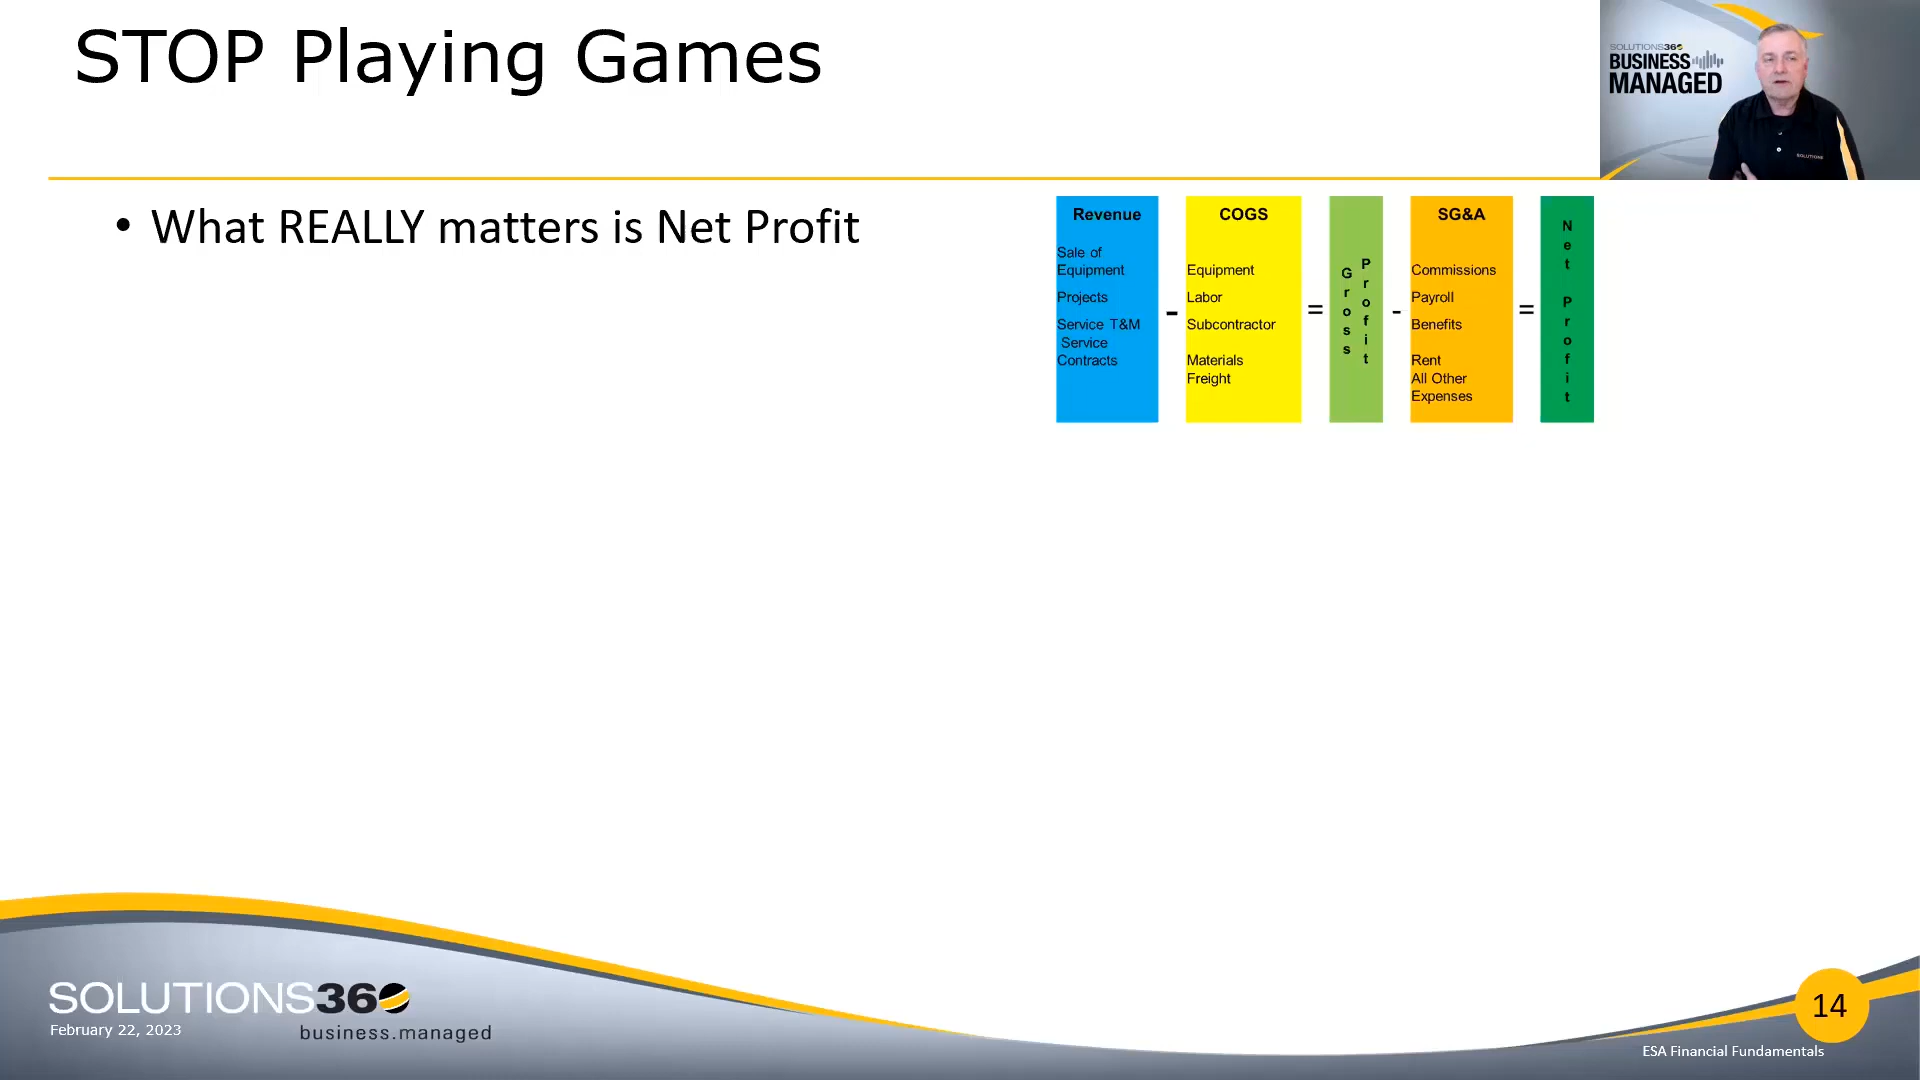 STOP Playing Games
SOLUTIONS360
BUSINESS
MANAGED
SOLUTIONS
• What REALLY matters is Net Profit
Revenue
Sale of
Equipment
Projects
Service T&M
Service
Contracts
-
COGS
Equipment
Labor
Subcontractor
Materials
Freight
=
Gross
Profit
-
SG&A
Commissions
Payroll
Benefits
Rent
All Other
Expenses
=
Net Profit
SOLUTIONS360
February 22, 2023
business.managed
14
ESA Financial Fundamentals